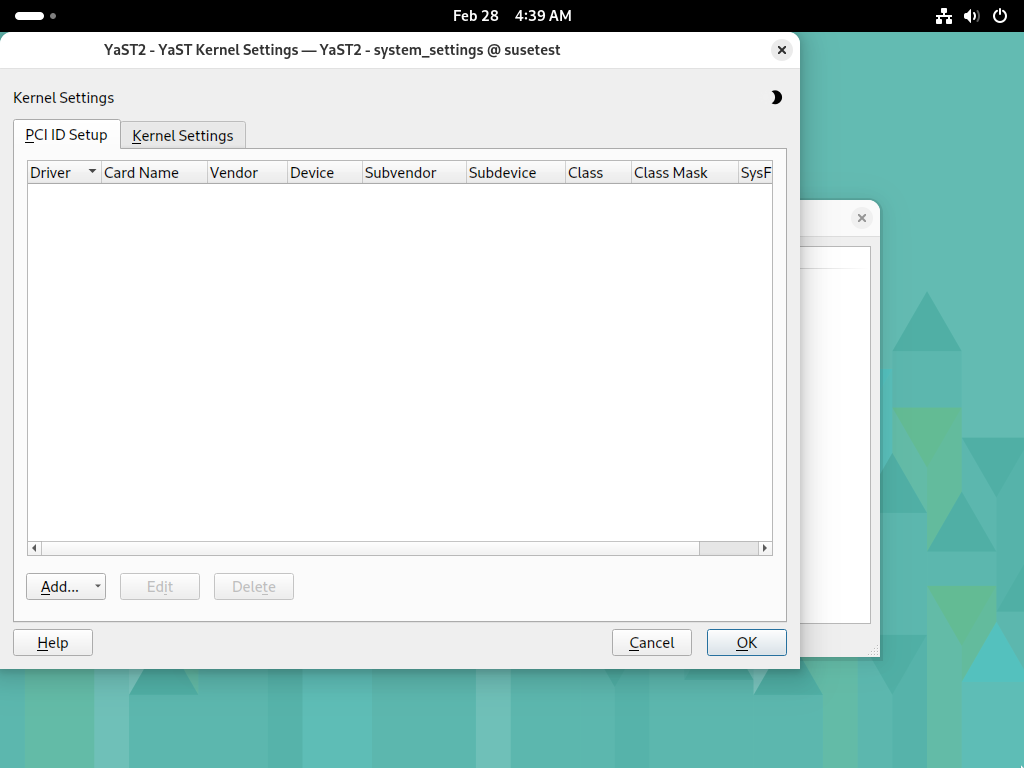 Feb 28 4:39 AM
YaST2 - YaST Kernel Settings — YaST2 - system_settings @ susetest
Kernel Settings
PCI ID Setup Kernel Settings
Driver Card Name Vendor Device Subvendor Subdevice Class Class Mask SysF
Add... Edit Delete
Help Cancel OK